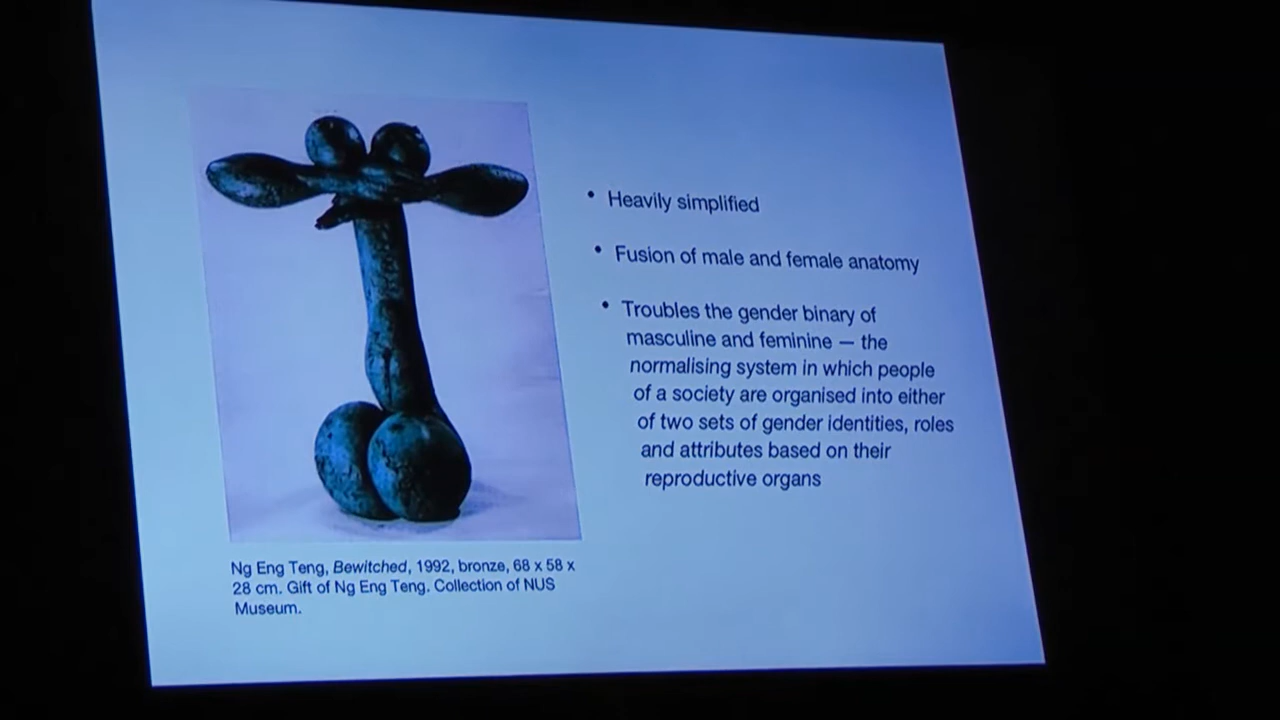 • Heavily simplified
• Fusion of male and female anatomy
• Troubles the gender binary of
masculine and feminine — the
normalising system in which people
of a society are organised into either
of two sets of gender identities, roles
and attributes based on their
reproductive organs
Ng Eng Teng, Bewitched, 1992, bronze, 68 x 58 x
28 cm. Gift of Ng Eng Teng. Collection of NUS
Museum.